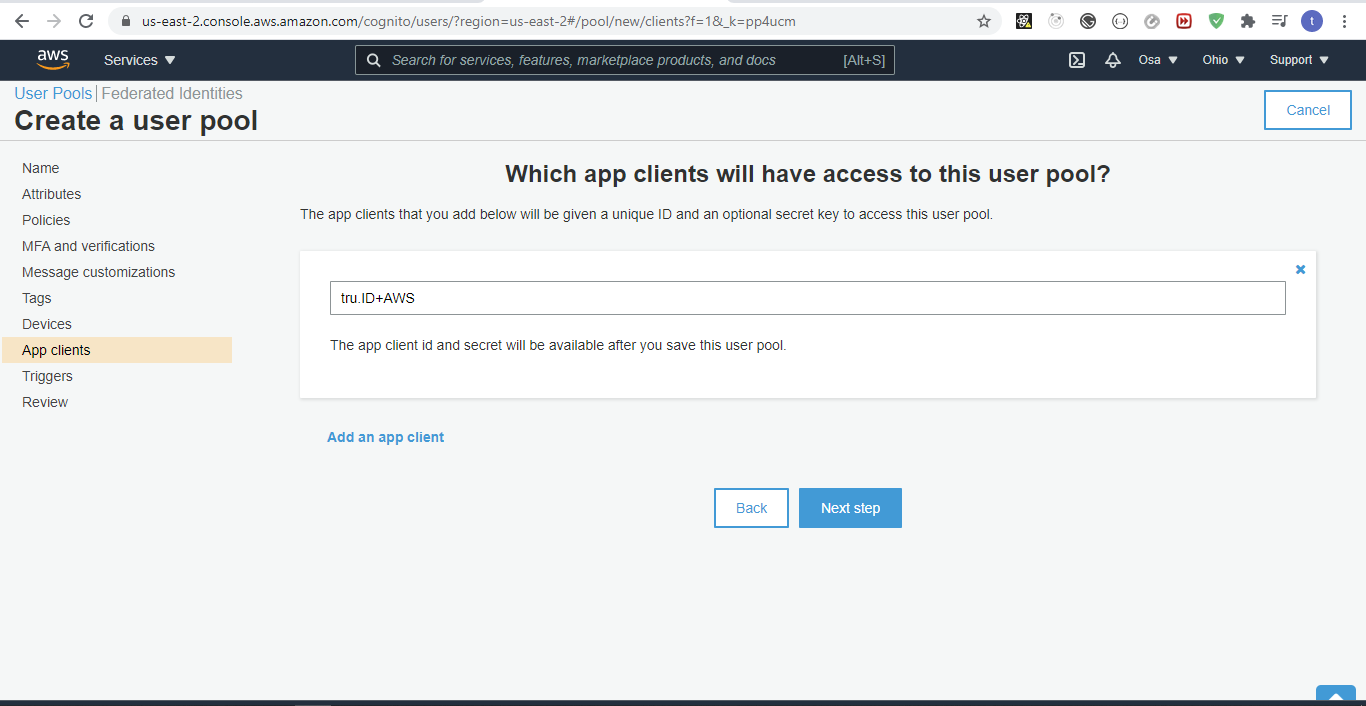 us-east-2.console.aws.amazon.com/cognito/users/?region=us-east-2#/pool/new/clients?f=1&_k=pp4ucm
t
aws Services Search for services, features, marketplace products, and docs [Alt+S] Osa Ohio Support
User Pools | Federated Identities
Create a user pool
Cancel
Name
Attributes
Policies
MFA and verifications
Message customizations
Tags
Devices
App clients
Triggers
Review
Which app clients will have access to this user pool?
The app clients that you add below will be given a unique ID and an optional secret key to access this user pool.
tru.ID+AWS
The app client id and secret will be available after you save this user pool.
Add an app client
Back Next step